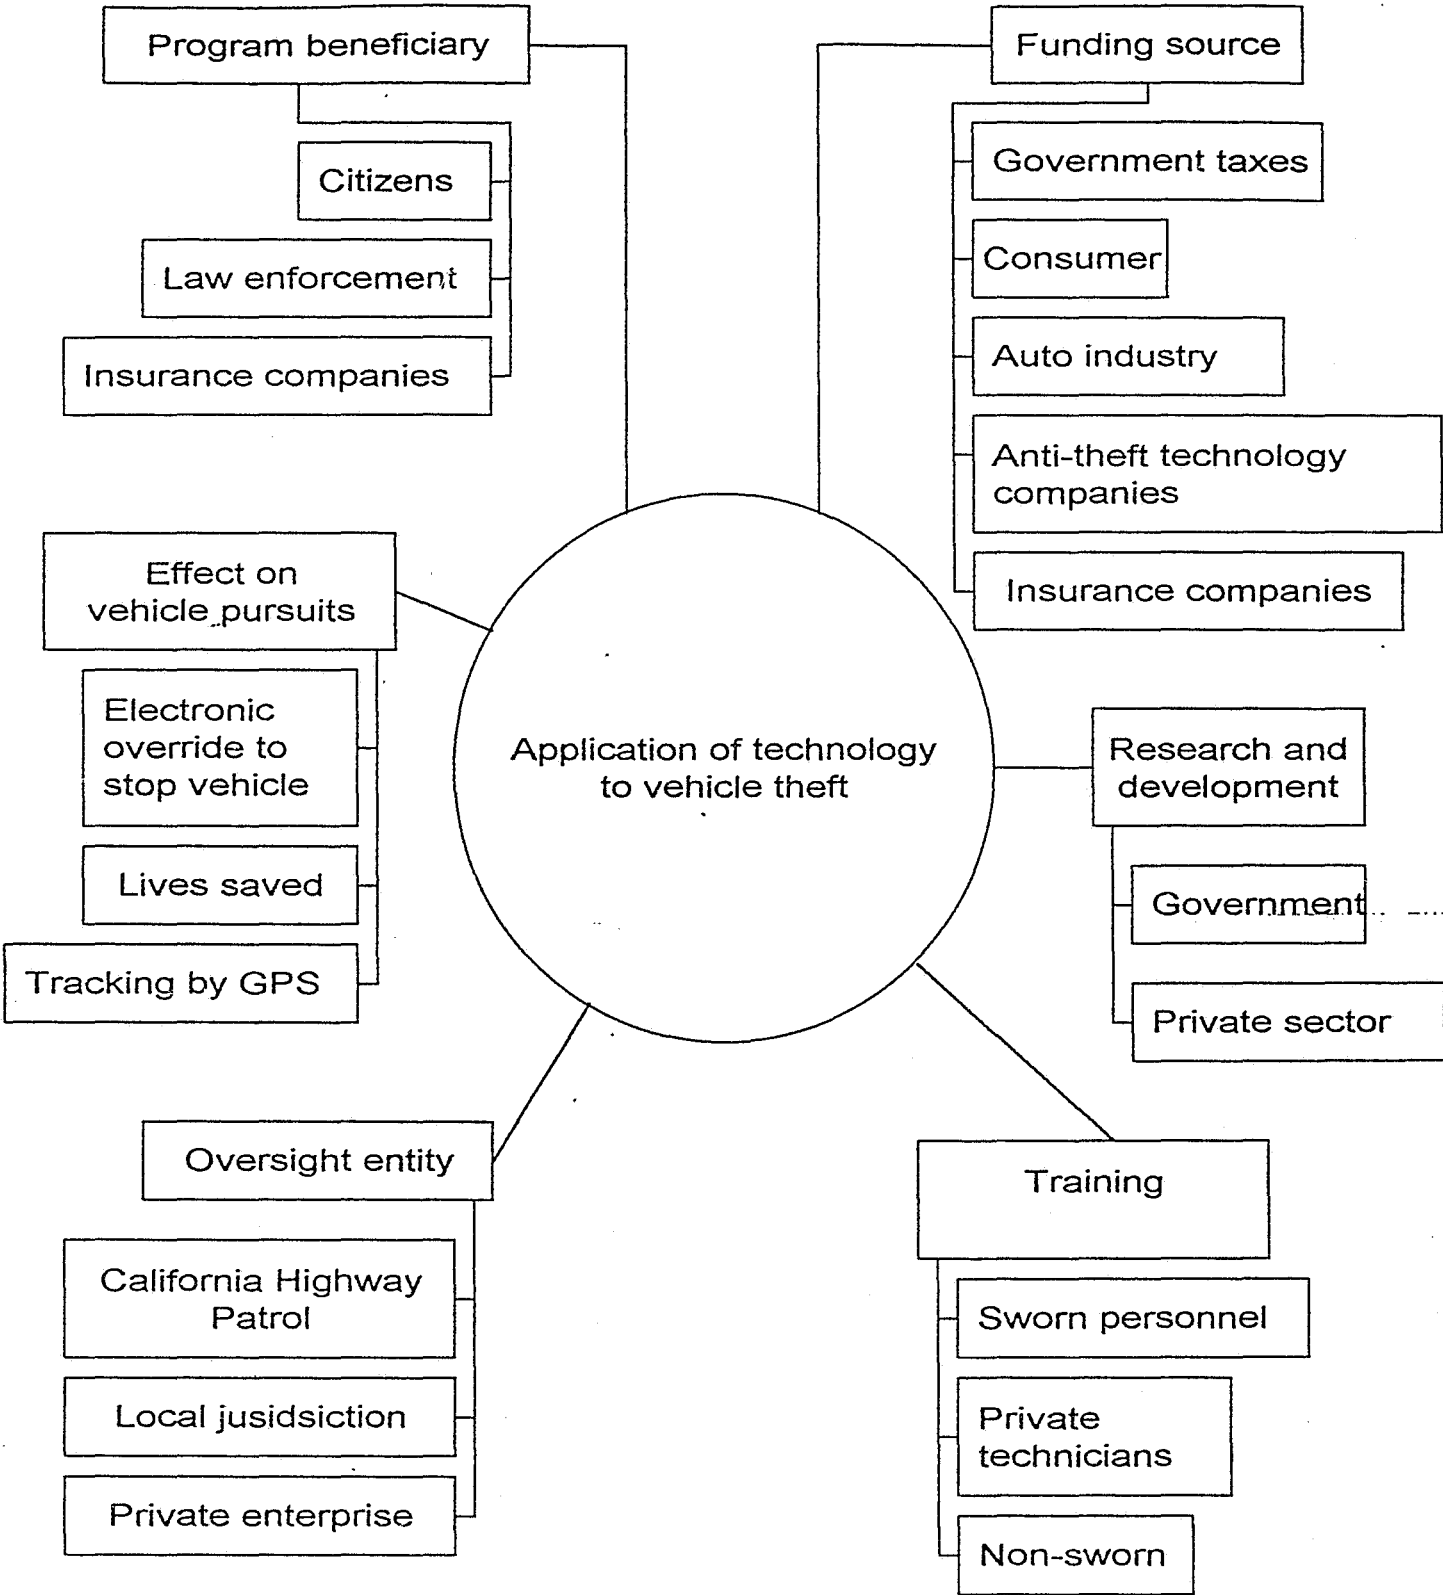 Program beneficiary
Citizens
Law enforcement
Insurance companies
Funding source
Government taxes
Consumer
Auto industry
Anti-theft technology
companies
Insurance companies
Effect on
vehicle pursuits
Electronic
override to
stop vehicle
Lives saved
Tracking by GPS
Application of technology
to vehicle theft
Research and
development
Government
Private sector
Oversight entity
California Highway
Patrol
Local jusidsiction
Private enterprise
Training
Sworn personnel
Private
technicians
Non-sworn